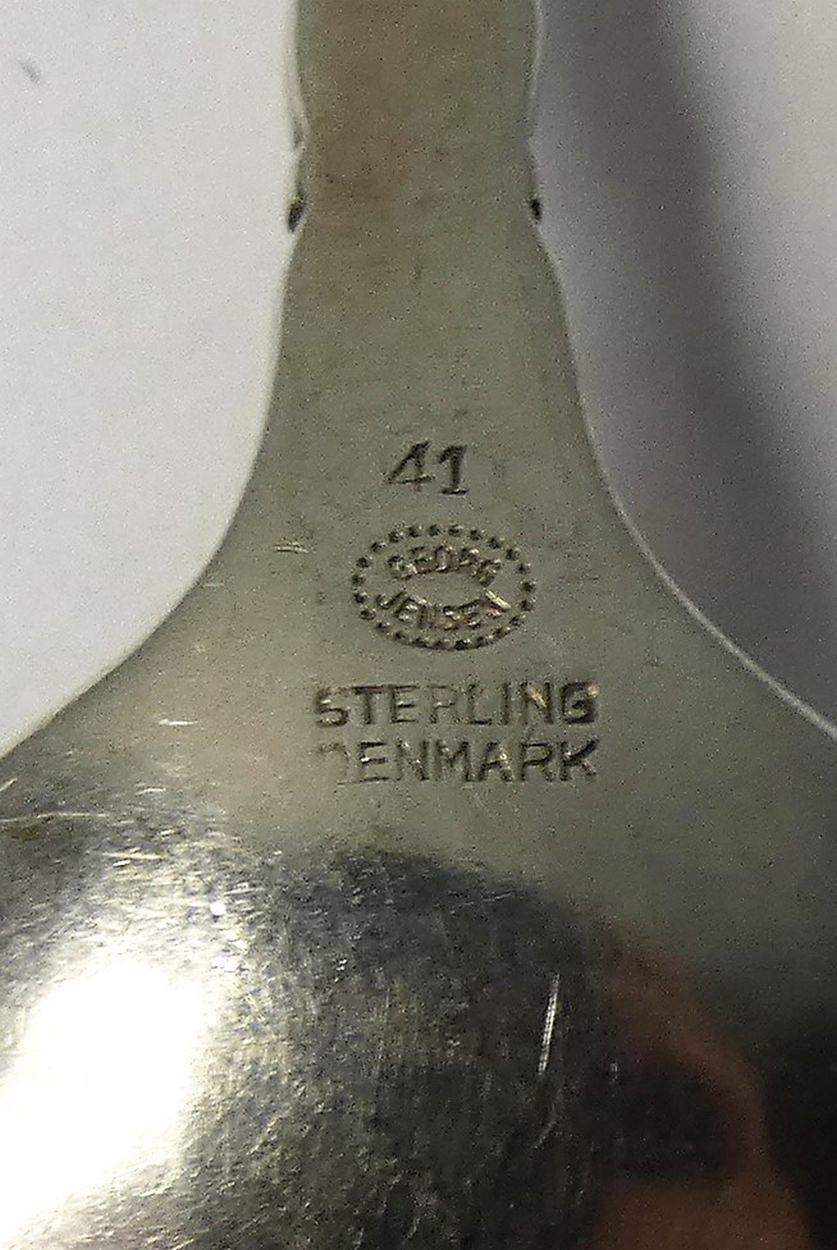 41
GEORG
JENSEN
STERLING
DENMARK